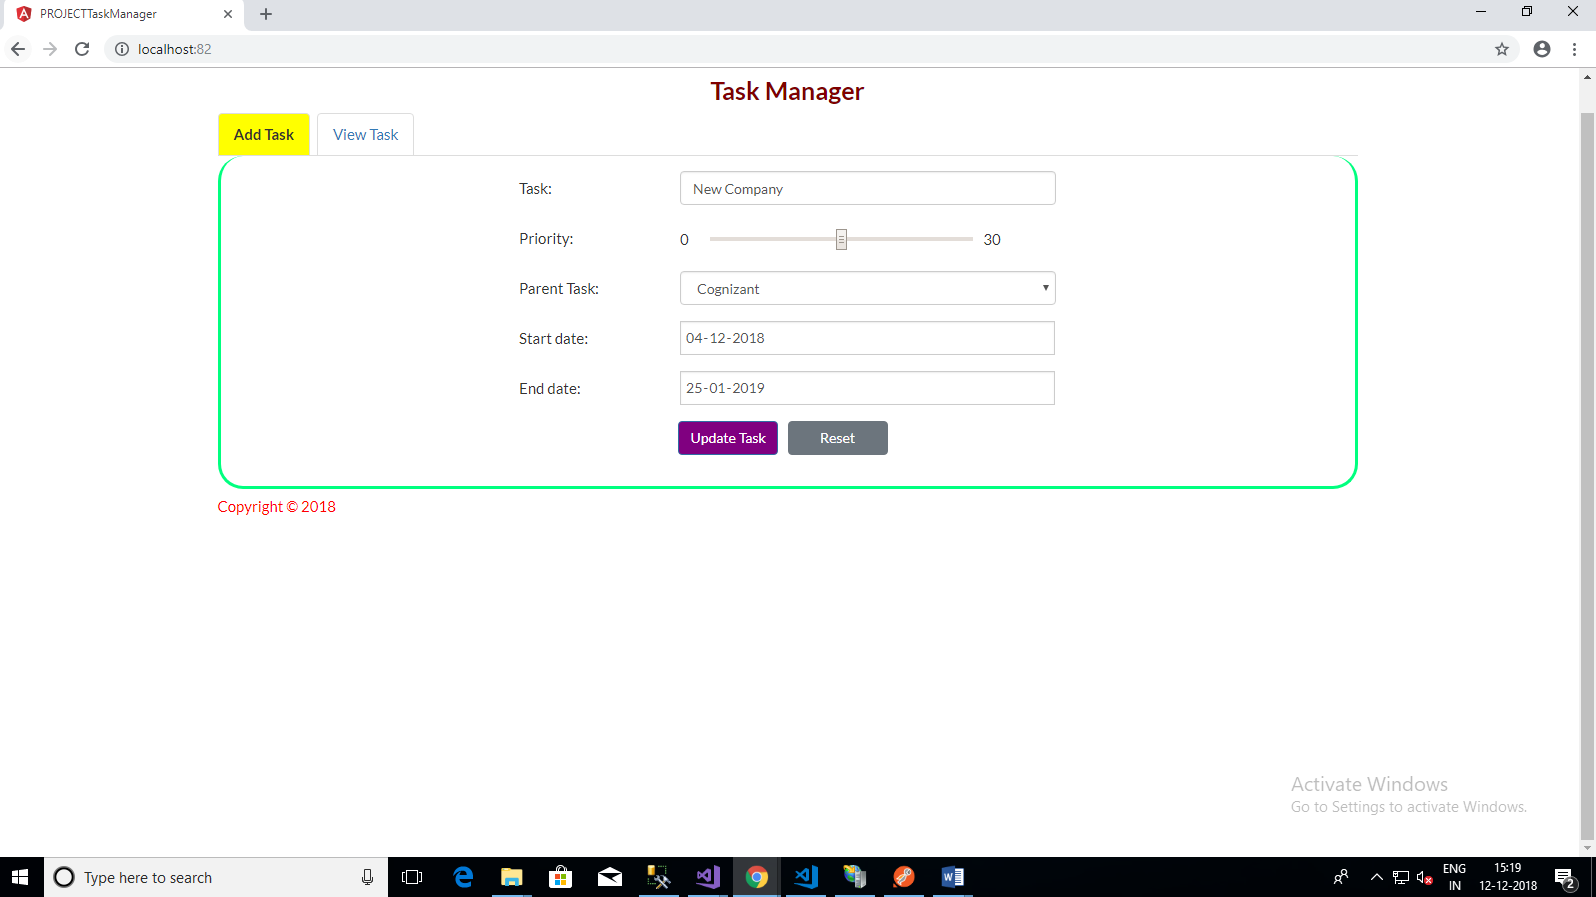 PROJECTTaskManager
localhost:82
Task Manager
Add Task
View Task
Task:
New Company
Priority:
0
30
Parent Task:
Cognizant
Start date:
04-12-2018
End date:
25-01-2019
Update Task
Reset
Copyright © 2018
Activate Windows
Go to Settings to activate Windows.
Type here to search
ENG
IN
15:19
12-12-2018
2